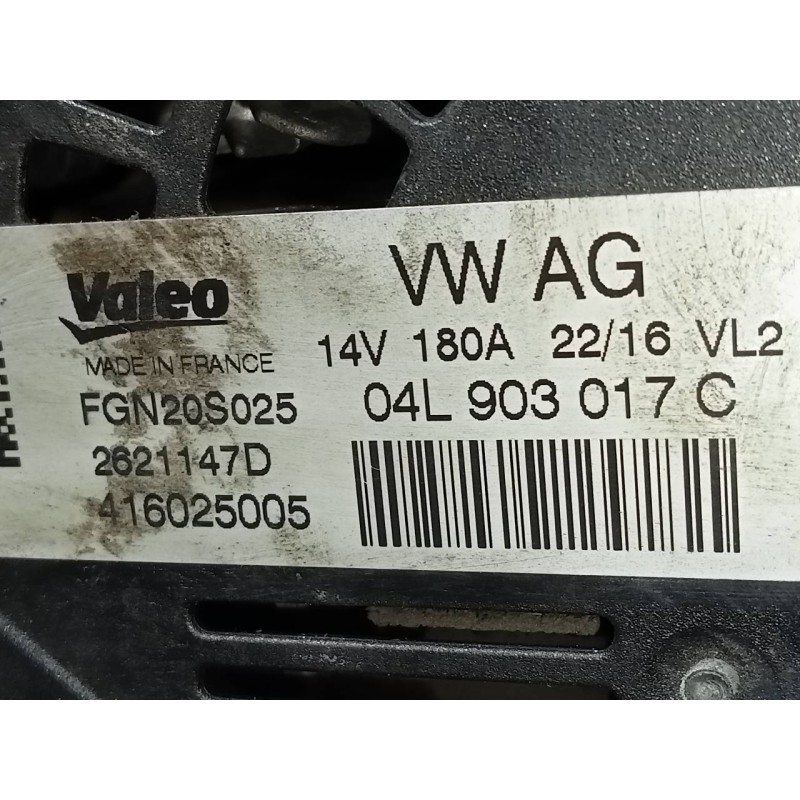 Valeo
MADE IN FRANCE
FGN20S025
2621147D
416025005
VW AG
14V 180A 22/16 VL2
04L 903 017 C